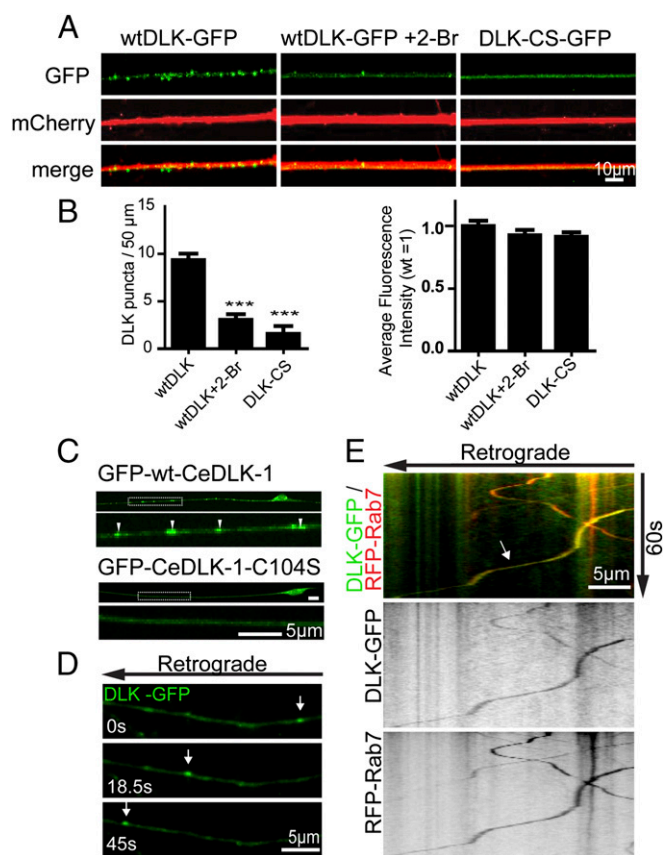 A
wtDLK-GFP
wtDLK-GFP +2-Br
DLK-CS-GFP
GFP
mCherry
merge
10µm
B
DLK puncta / 50 µm
15
10
5
0
***
***
wtDLK
wtDLK+2-Br
DLK-CS
Average Fluorescence
Intensity (wt =1)
1.0
0.5
1.0
wtDLK
wtDLK+2-Br
DLK-CS
C
GFP-wt-CeDLK-1
GFP-CeDLK-1-C104S
5µm
D
Retrograde
DLK -GFP
0s
18.5s
45s
5µm
E
Retrograde
DLK-GFP /
RFP-Rab7
60s
5µm
DLK-GFP
RFP-Rab7